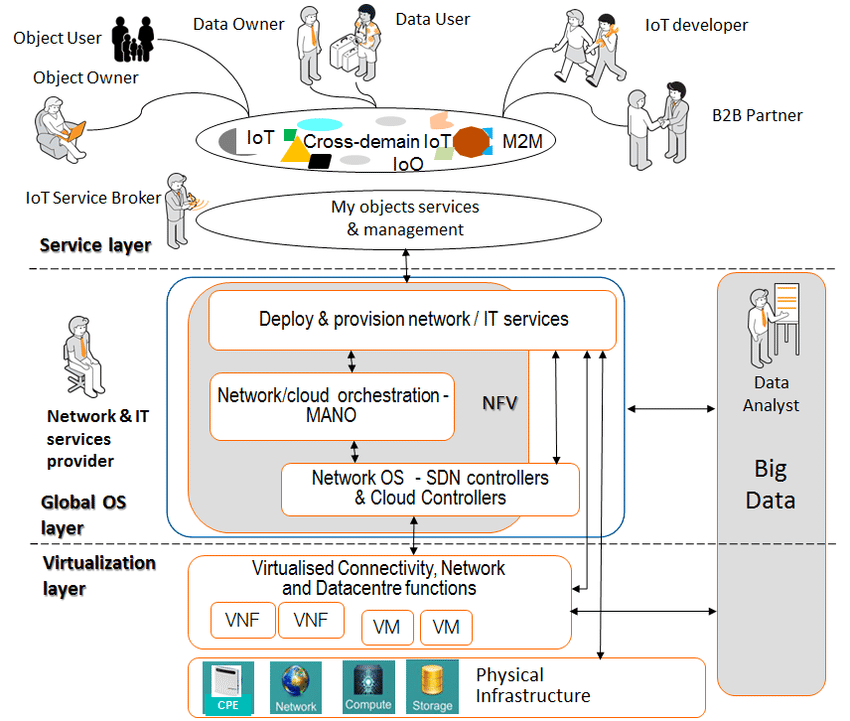 Data Owner
Data User
IoT developer
Object User
Object Owner
B2B Partner
IoT
Cross-demain IoT
M2M
IoO
IoT Service Broker
My objects services
& management
Service layer
Deploy & provision network / IT services
Network/cloud orchestration -
MANO
NFV
Data
Analyst
Network & IT
services
provider
Big
Data
Network OS - SDN controllers
& Cloud Controllers
Global OS
layer
Virtualization
layer
Virtualised Connectivity, Network
and Datacentre functions
VNF
VNF
VM
VM
CPE
Network
Compute
Storage
Physical
Infrastructure